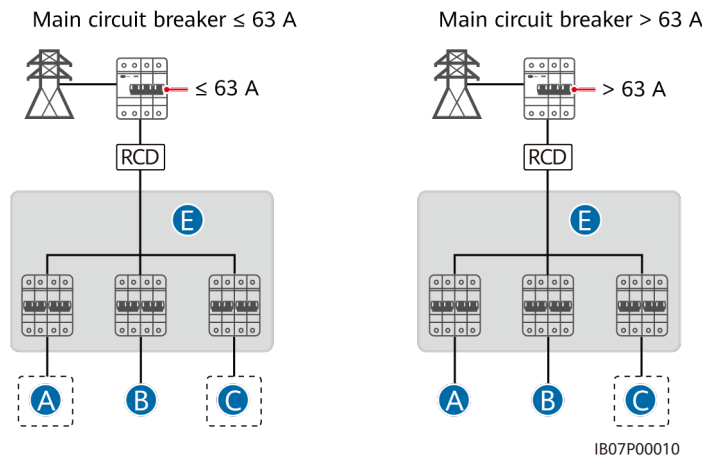 Main circuit breaker ≤ 63 A
Main circuit breaker > 63 A
≤ 63 A
> 63 A
RCD
RCD
E
E
A
B
C
A
B
C
IB07P00010